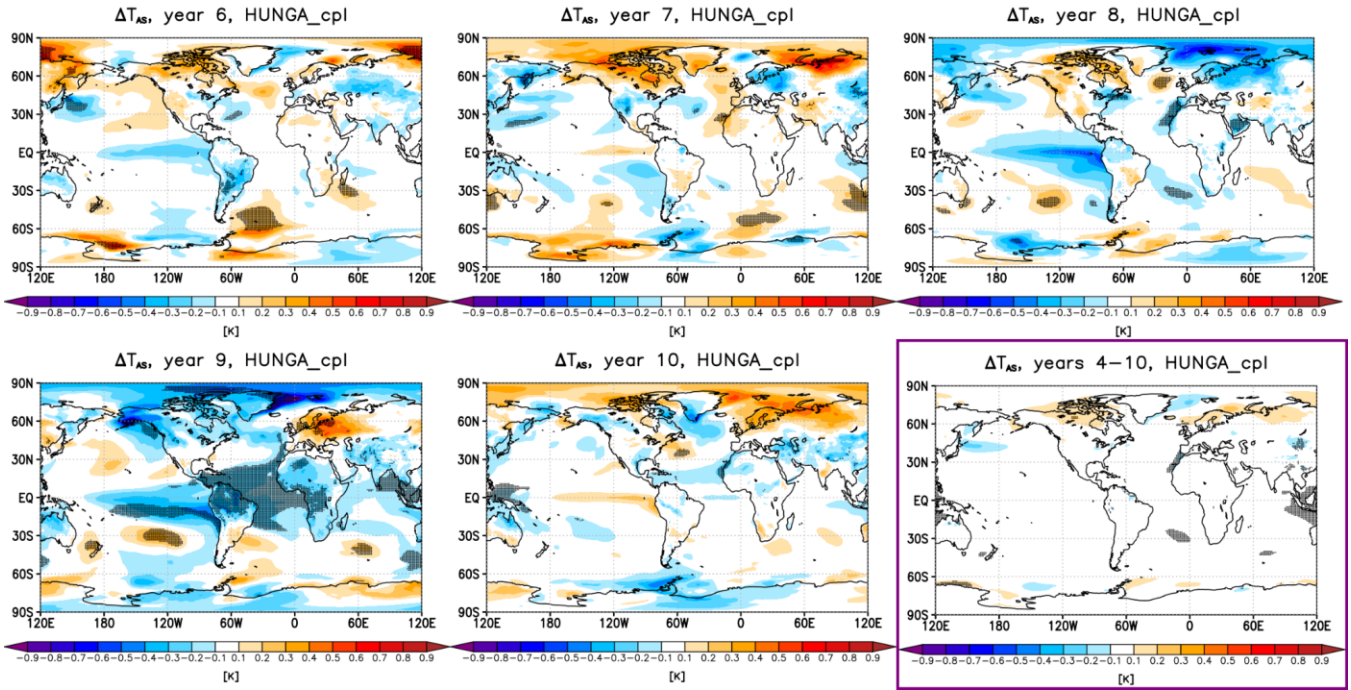 ΔT_AS, year 6, HUNGA_cpl
90N
60N
30N
EQ
30S
60S
90S
120E 180 120W 60W 0 60E 120E
−0.9 −0.8 −0.7 −0.6 −0.5 −0.4 −0.3 −0.2 −0.1 0.1 0.2 0.3 0.4 0.5 0.6 0.7 0.8 0.9
[K]
ΔT_AS, year 7, HUNGA_cpl
90N
60N
30N
EQ
30S
60S
90S
120E 180 120W 60W 0 60E 120E
−0.9 −0.8 −0.7 −0.6 −0.5 −0.4 −0.3 −0.2 −0.1 0.1 0.2 0.3 0.4 0.5 0.6 0.7 0.8 0.9
[K]
ΔT_AS, year 8, HUNGA_cpl
90N
60N
30N
EQ
30S
60S
90S
120E 180 120W 60W 0 60E 120E
−0.9 −0.8 −0.7 −0.6 −0.5 −0.4 −0.3 −0.2 −0.1 0.1 0.2 0.3 0.4 0.5 0.6 0.7 0.8 0.9
[K]
ΔT_AS, year 9, HUNGA_cpl
90N
60N
30N
EQ
30S
60S
90S
120E 180 120W 60W 0 60E 120E
−0.9 −0.8 −0.7 −0.6 −0.5 −0.4 −0.3 −0.2 −0.1 0.1 0.2 0.3 0.4 0.5 0.6 0.7 0.8 0.9
[K]
ΔT_AS, year 10, HUNGA_cpl
90N
60N
30N
EQ
30S
60S
90S
120E 180 120W 60W 0 60E 120E
−0.9 −0.8 −0.7 −0.6 −0.5 −0.4 −0.3 −0.2 −0.1 0.1 0.2 0.3 0.4 0.5 0.6 0.7 0.8 0.9
[K]
ΔT_AS, years 4−10, HUNGA_cpl
90N
60N
30N
EQ
30S
60S
90S
120E 180 120W 60W 0 60E 120E
−0.9 −0.8 −0.7 −0.6 −0.5 −0.4 −0.3 −0.2 −0.1 0.1 0.2 0.3 0.4 0.5 0.6 0.7 0.8 0.9
[K]